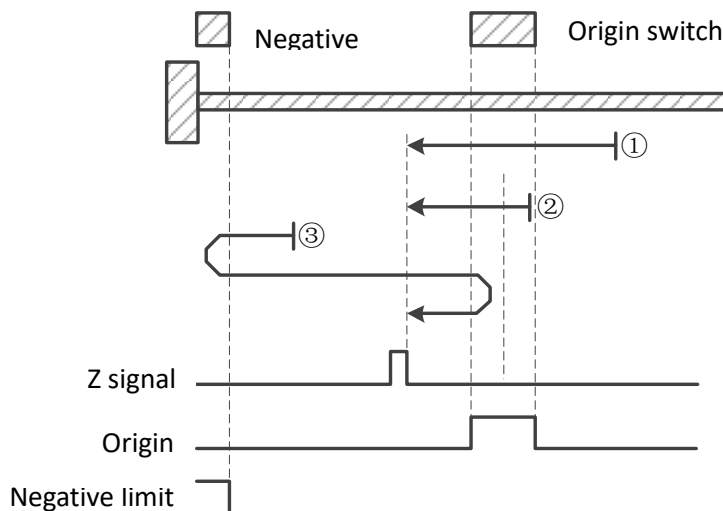 Negative
Origin switch
①
②
③
Z signal
Origin
Negative limit